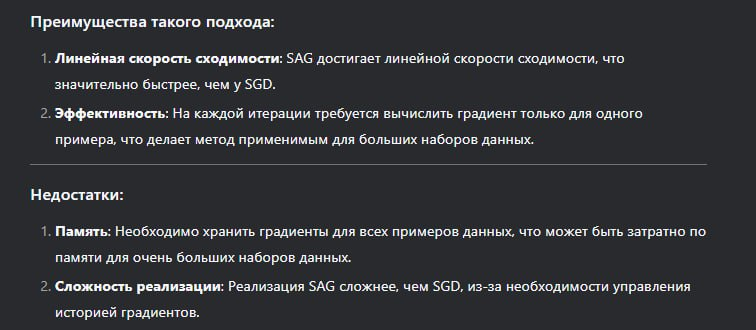 Преимущества такого подхода:
1. Линейная скорость сходимости: SAG достигает линейной скорости сходимости, что
значительно быстрее, чем у SGD.
2. Эффективность: На каждой итерации требуется вычислить градиент только для одного
примера, что делает метод применимым для больших наборов данных.
Недостатки:
1. Память: Необходимо хранить градиенты для всех примеров данных, что может быть затратно по
памяти для очень больших наборов данных.
2. Сложность реализации: Реализация SAG сложнее, чем SGD, из-за необходимости управления
историей градиентов.